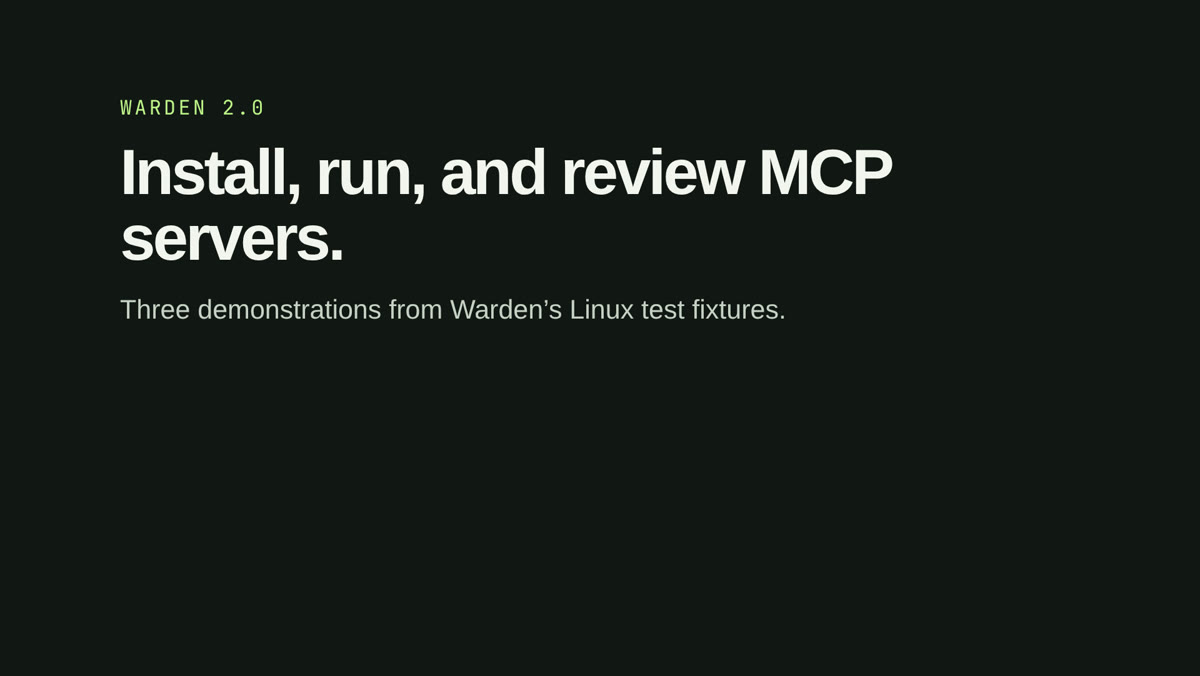 WARDEN 2.0
Install, run, and review MCP
servers.
Three demonstrations from Warden’s Linux test fixtures.